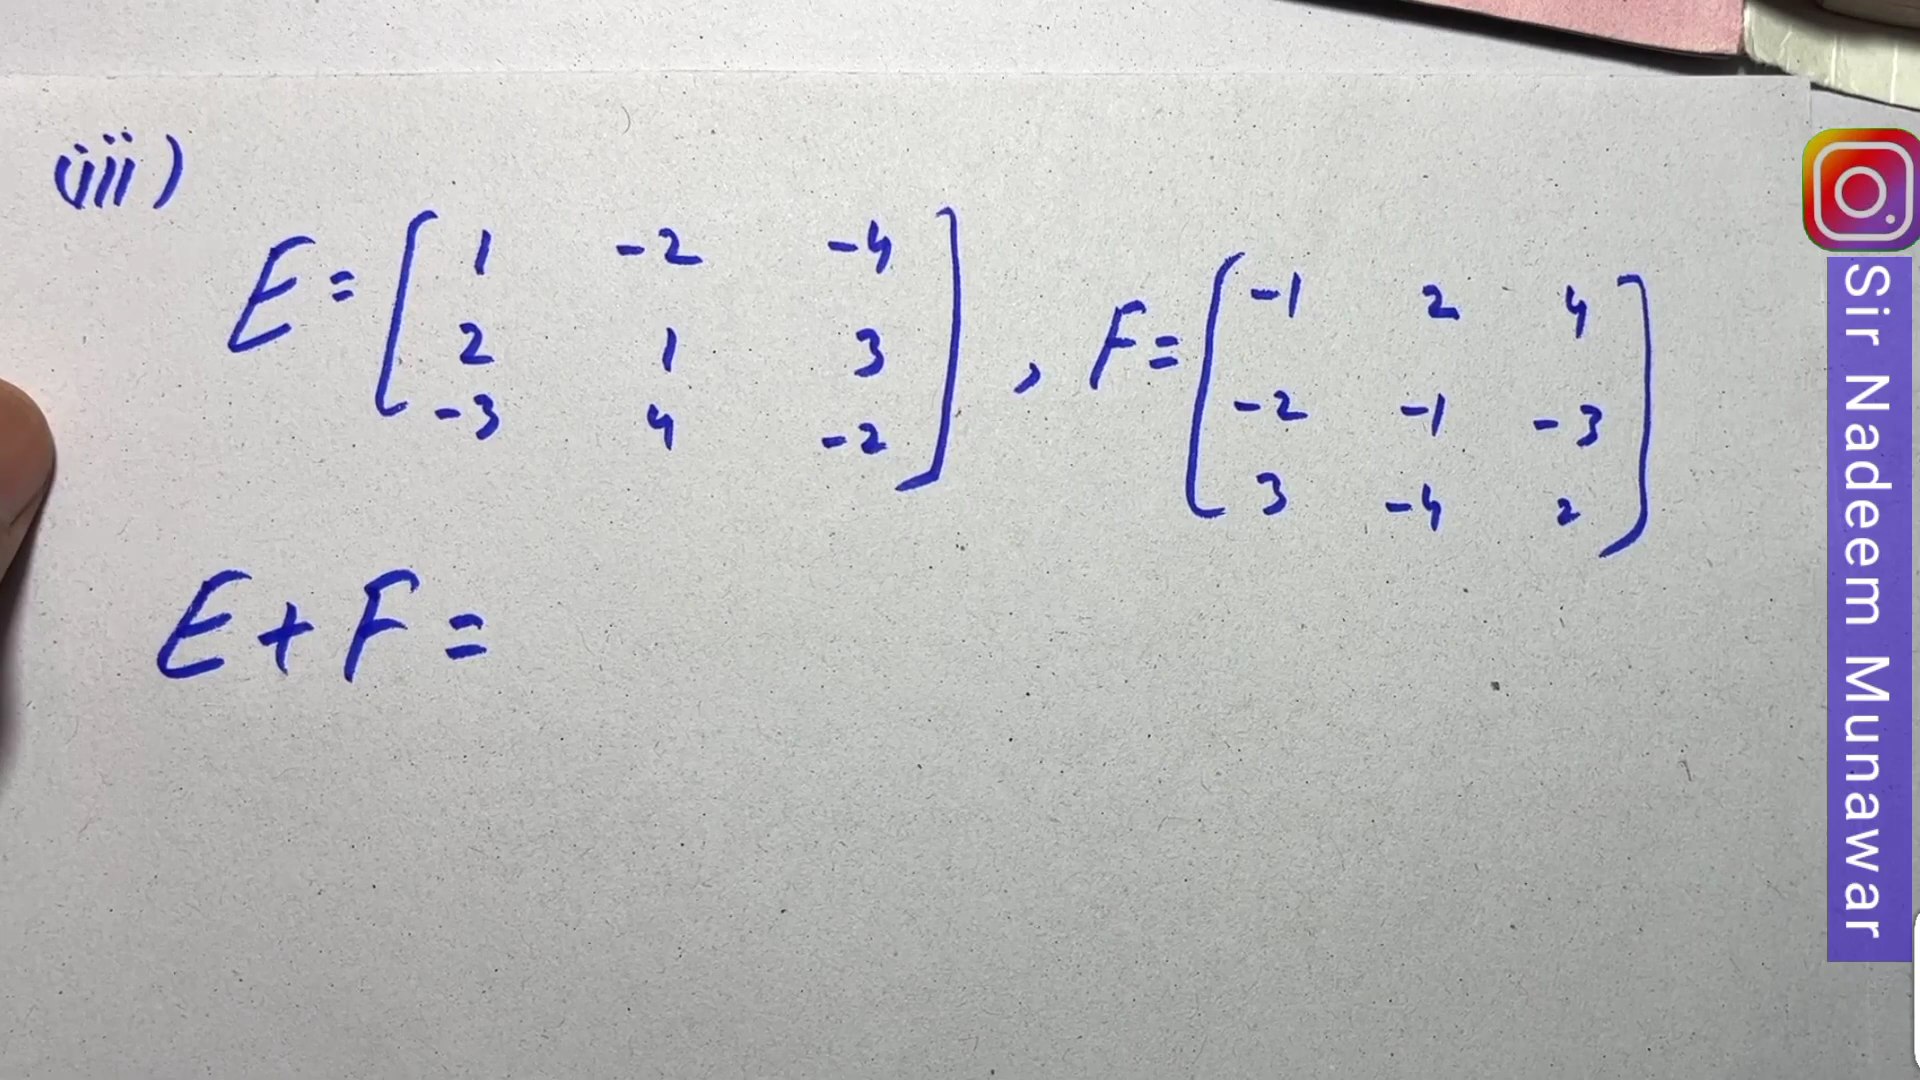 (iii)
E = [ 1 -2 -4
2 1 3
-3 4 -2 ] , F = [ -1 2 4
-2 -1 -3
3 -4 2 ]
E + F =
Sir Nadeem Munawar